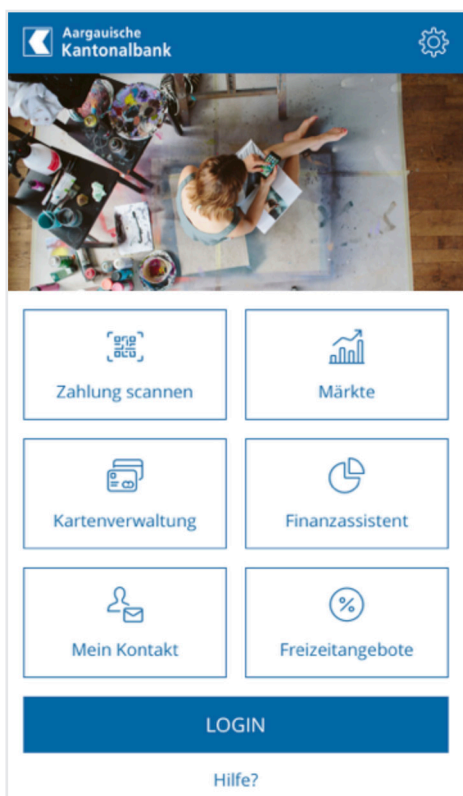 Aargauische
Kantonalbank
Zahlung scannen
Märkte
Kartenverwaltung
Finanzassistent
Mein Kontakt
Freizeitangebote
LOGIN
Hilfe?